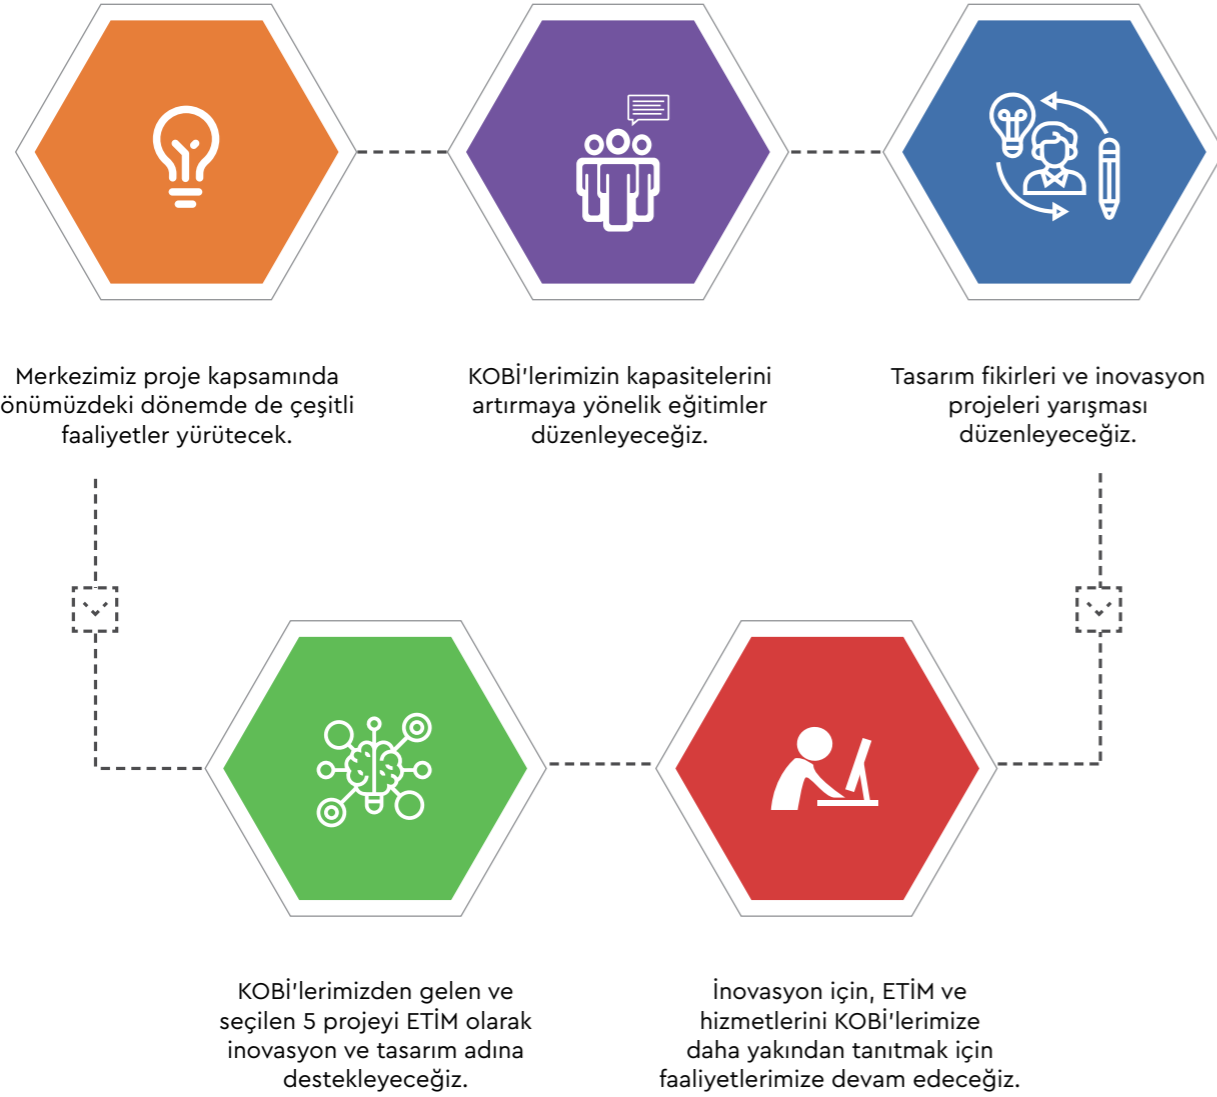 Merkezimiz proje kapsamında
önümüzdeki dönemde de çeşitli
faaliyetler yürütecek.
KOBİ'lerimizin kapasitelerini
artırmaya yönelik eğitimler
düzenleyeceğiz.
Tasarım fikirleri ve inovasyon
projeleri yarışması
düzenleyeceğiz.
KOBİ'lerimizden gelen ve
seçilen 5 projeyi ETİM olarak
inovasyon ve tasarım adına
destekleyeceğiz.
İnovasyon için, ETİM ve
hizmetlerini KOBİ'lerimize
daha yakından tanıtmak için
faaliyetlerimize devam edeceğiz.